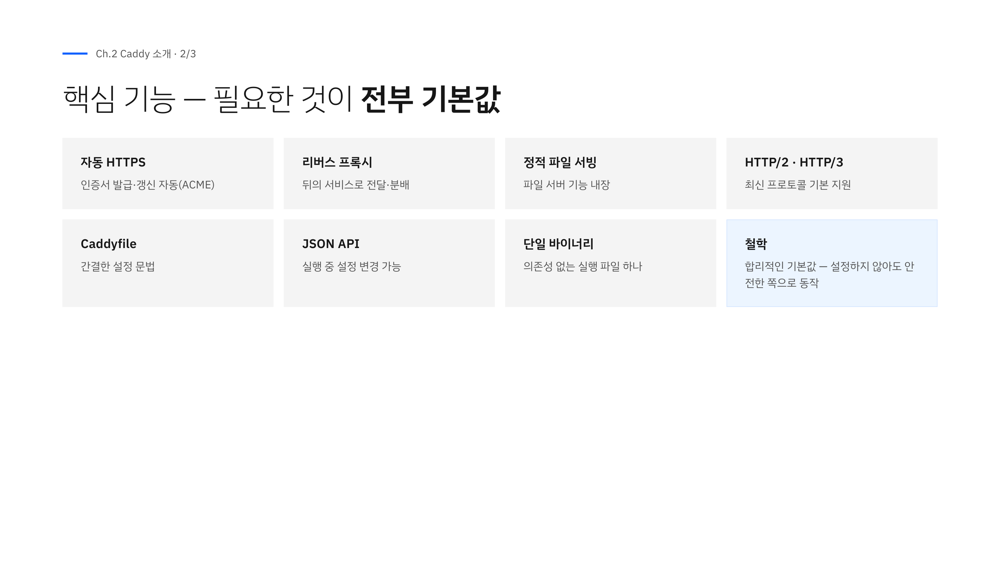 Ch.2 Caddy 소개 · 2/3
핵심 기능 — 필요한 것이 전부 기본값
자동 HTTPS
인증서 발급·갱신 자동(ACME)
리버스 프록시
뒤의 서비스로 전달·분배
정적 파일 서빙
파일 서버 기능 내장
HTTP/2 · HTTP/3
최신 프로토콜 기본 지원
Caddyfile
간결한 설정 문법
JSON API
실행 중 설정 변경 가능
단일 바이너리
의존성 없는 실행 파일 하나
철학
합리적인 기본값 — 설정하지 않아도 안
전한 쪽으로 동작